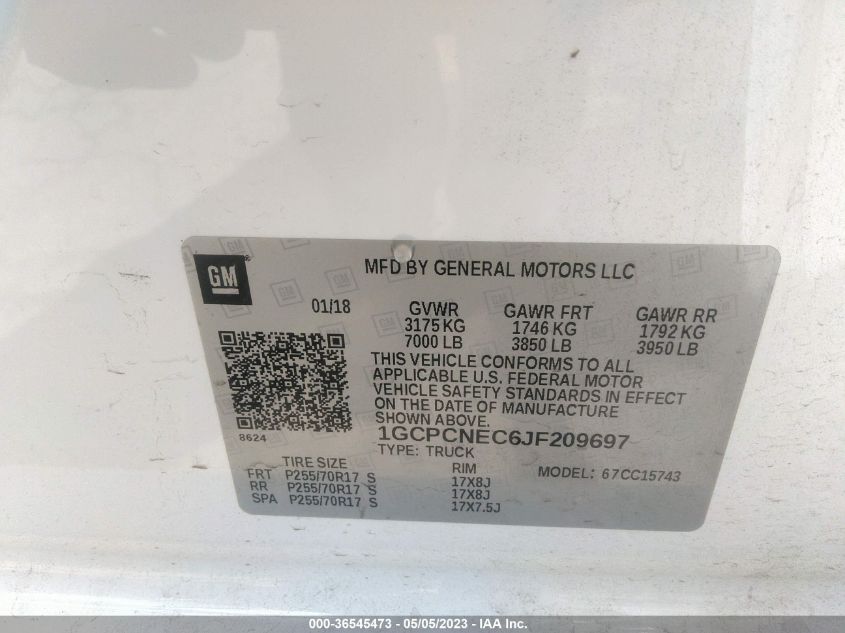 GM
MFD BY GENERAL MOTORS LLC
01/18
GVWR GAWR FRT GAWR RR
3175 KG 1746 KG 1792 KG
7000 LB 3850 LB 3950 LB
THIS VEHICLE CONFORMS TO ALL
APPLICABLE U.S. FEDERAL MOTOR
VEHICLE SAFETY STANDARDS IN EFFECT
ON THE DATE OF MANUFACTURE
SHOWN ABOVE.
8624
1GCPCNEC6JF209697
TYPE: TRUCK
TIRE SIZE RIM MODEL: 67CC15743
FRT P255/70R17 S 17X8J
RR P255/70R17 S 17X8J
SPA P255/70R17 S 17X7.5J
000-36545473 - 05/05/2023 - © IAA Inc.